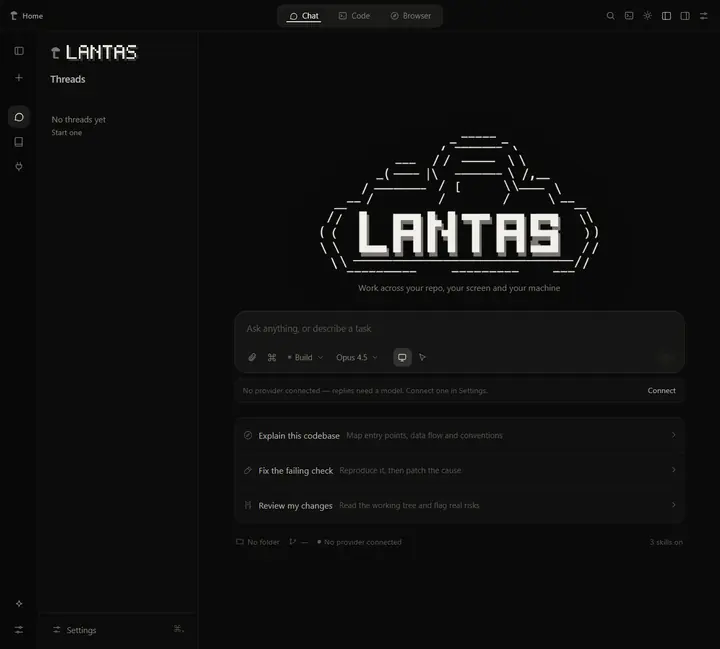 Home
Chat
Code
Browser
LANTAS
Threads
No threads yet
Start one
LANTAS
Work across your repo, your screen and your machine
Ask anything, or describe a task
Build
Opus 4.5
No provider connected — replies need a model. Connect one in Settings.
Connect
Explain this codebase Map entry points, data flow and conventions
Fix the failing check Reproduce it, then patch the cause
Review my changes Read the working tree and flag real risks
No folder — No provider connected 3 skills on
Settings ⌘,